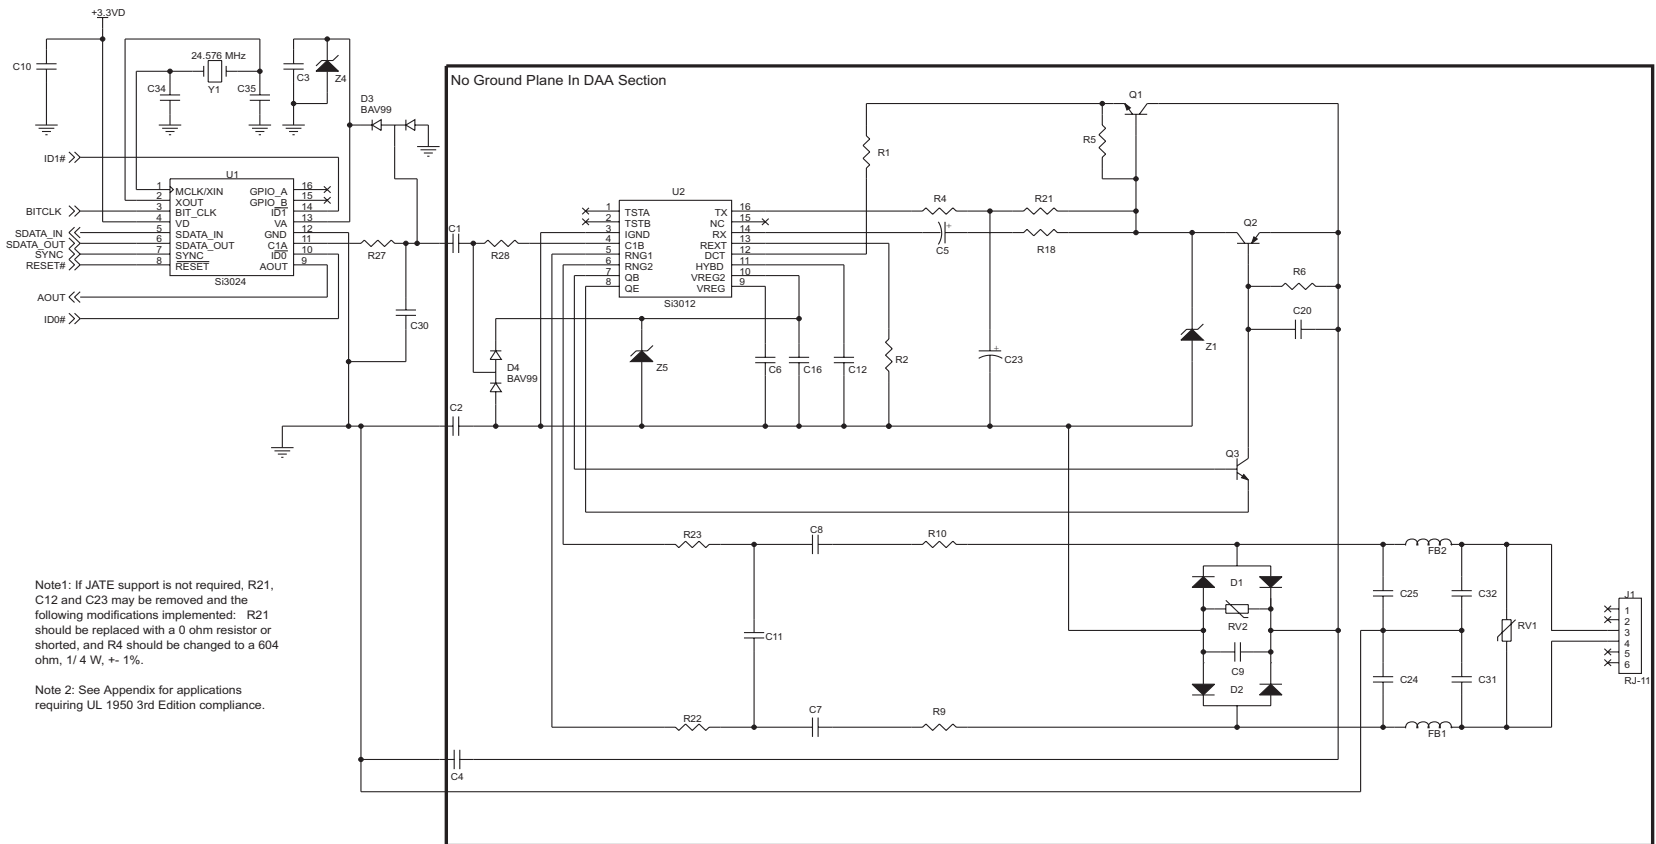 +3.3VD
C10
24.576 MHz
Y1
C34
C35
C3
Z4
D3
BAV99
No Ground Plane In DAA Section
ID1#
BITCLK
SDATA_IN
SDATA_OUT
SYNC
RESET#
AOUT
ID0#
U1
1 MCLK/XIN
2 XOUT
3 BIT_CLK
4 VD
5 SDATA_IN
6 SDATA_OUT
7 SYNC
8 RESET
GPIO_A 16
GPIO_B 15
ID1 14
VA 13
GND 12
C1A 11
ID0 10
AOUT 9
Si3024
R27
C30
C1
R28
C2
D4
BAV99
U2
1 TSTA
2 TSTB
3 IGND
4 C1B
5 RNG1
6 RNG2
7 QB
8 QE
TX 16
NC 15
RX 14
REXT 13
DCT 12
HYBD 11
VREG2 10
VREG 9
Si3012
Z5
C6
C16
C12
R2
R1
R4
R21
+
C5
R18
+
C23
R5
Q1
Q2
R6
C20
Z1
Q3
R23
C8
R10
C11
R22
C7
R9
C4
D1
RV2
C9
D2
FB2
C25
C32
C24
C31
FB1
RV1
J1
1
2
3
4
5
6
RJ-11
Note1: If JATE support is not required, R21,
C12 and C23 may be removed and the
following modifications implemented: R21
should be replaced with a 0 ohm resistor or
shorted, and R4 should be changed to a 604
ohm, 1/ 4 W, +- 1%.
Note 2: See Appendix for applications
requiring UL 1950 3rd Edition compliance.